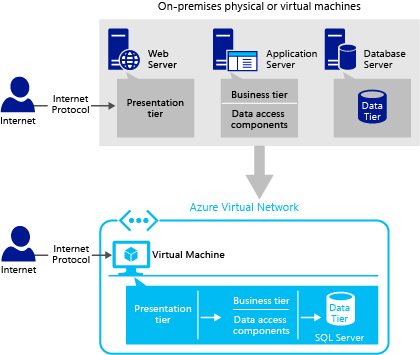 On-premises physical or virtual machines
Web
Server
Application
Server
Database
Server
Internet
Internet
Protocol
Presentation
tier
Business tier
Data access
components
Data
Tier
Azure Virtual Network
Internet
Internet
Protocol
Virtual Machine
Presentation
tier
Business tier
Data access
components
Data
Tier
SQL Server